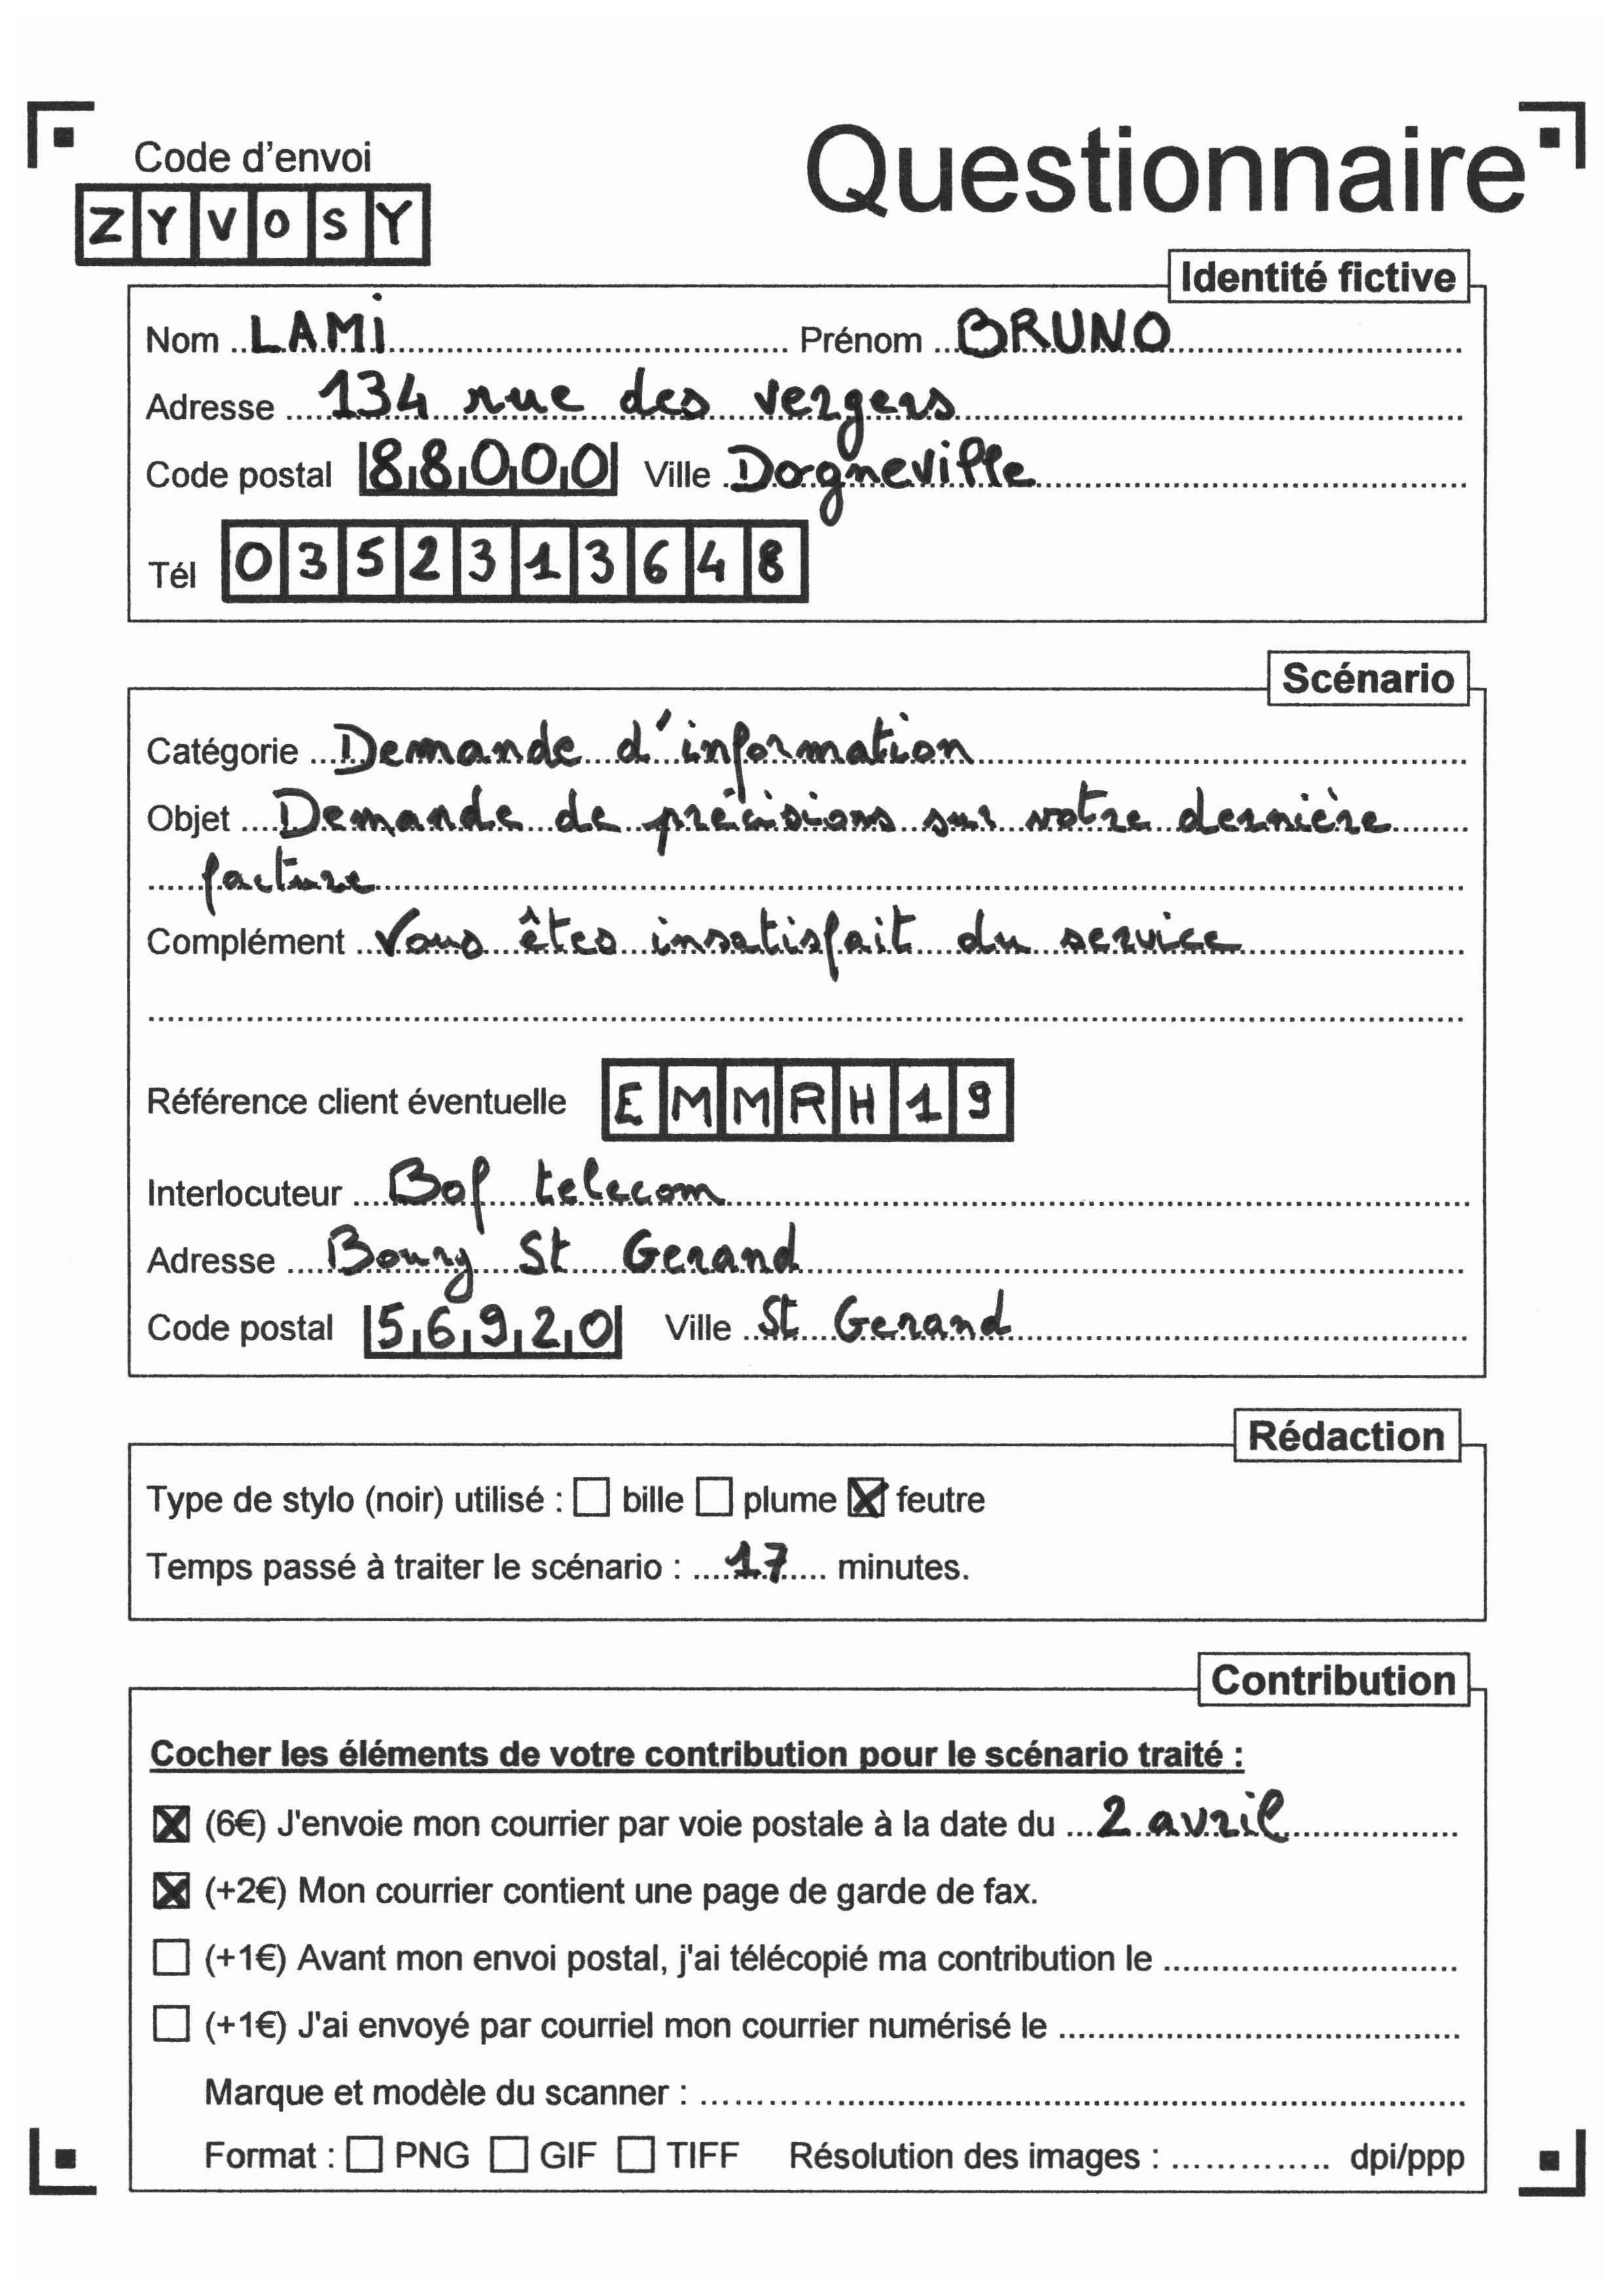 Code d'envoi
Questionnaire
ZYVOSY
Identité fictive
Nom LAMI Prénom BRUNO
Adresse 134 rue des vergers
Code postal 88000 Ville Dogneville
Tél 0352313648
Scénario
Catégorie Demande d'information
Objet Demande de précisions sur votre dernière
facture
Complément Vous êtes insatisfait du service
Référence client éventuelle EMMRH19
Interlocuteur Bof telecom
Adresse Bourg St Gerand
Code postal 56920 Ville St Gerand
Rédaction
Type de stylo (noir) utilisé : ☐ bille ☐ plume ☒ feutre
Temps passé à traiter le scénario : 17 minutes.
Contribution
Cocher les éléments de votre contribution pour le scénario traité :
☒ (6€) J'envoie mon courrier par voie postale à la date du 2 avril
☒ (+2€) Mon courrier contient une page de garde de fax.
☐ (+1€) Avant mon envoi postal, j'ai télécopié ma contribution le
☐ (+1€) J'ai envoyé par courriel mon courrier numérisé le
Marque et modèle du scanner :
Format : ☐ PNG ☐ GIF ☐ TIFF Résolution des images : dpi/ppp